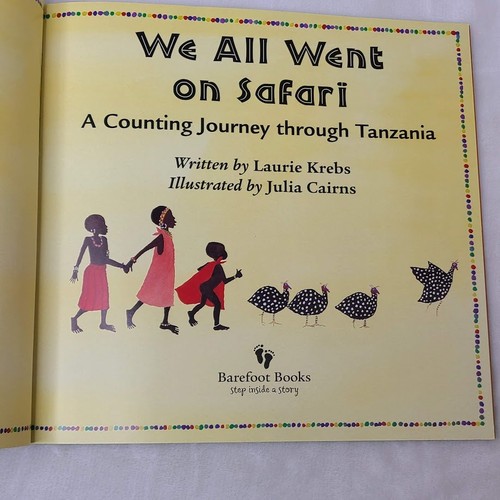 We All Went
on Safari
A Counting Journey through Tanzania
Written by Laurie Krebs
Illustrated by Julia Cairns
Barefoot Books
step inside a story